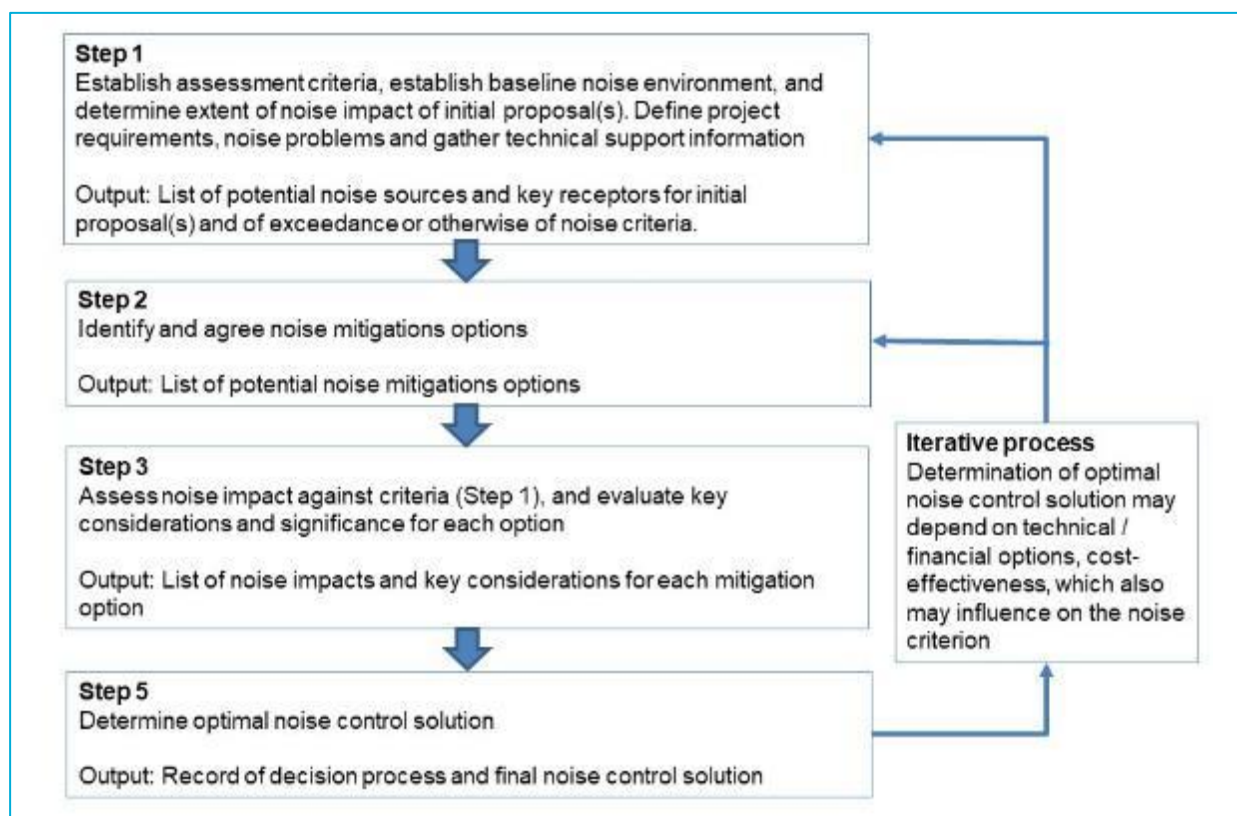 Step 1
Establish assessment criteria, establish baseline noise environment, and
determine extent of noise impact of initial proposal(s). Define project
requirements, noise problems and gather technical support information
Output: List of potential noise sources and key receptors for initial
proposal(s) and of exceedance or otherwise of noise criteria.
Step 2
Identify and agree noise mitigations options
Output: List of potential noise mitigations options
Step 3
Assess noise impact against criteria (Step 1), and evaluate key
considerations and significance for each option
Output: List of noise impacts and key considerations for each mitigation
option
Step 5
Determine optimal noise control solution
Output: Record of decision process and final noise control solution
Iterative process
Determination of optimal
noise control solution may
depend on technical /
financial options, cost-
effectiveness, which also
may influence on the noise
criterion